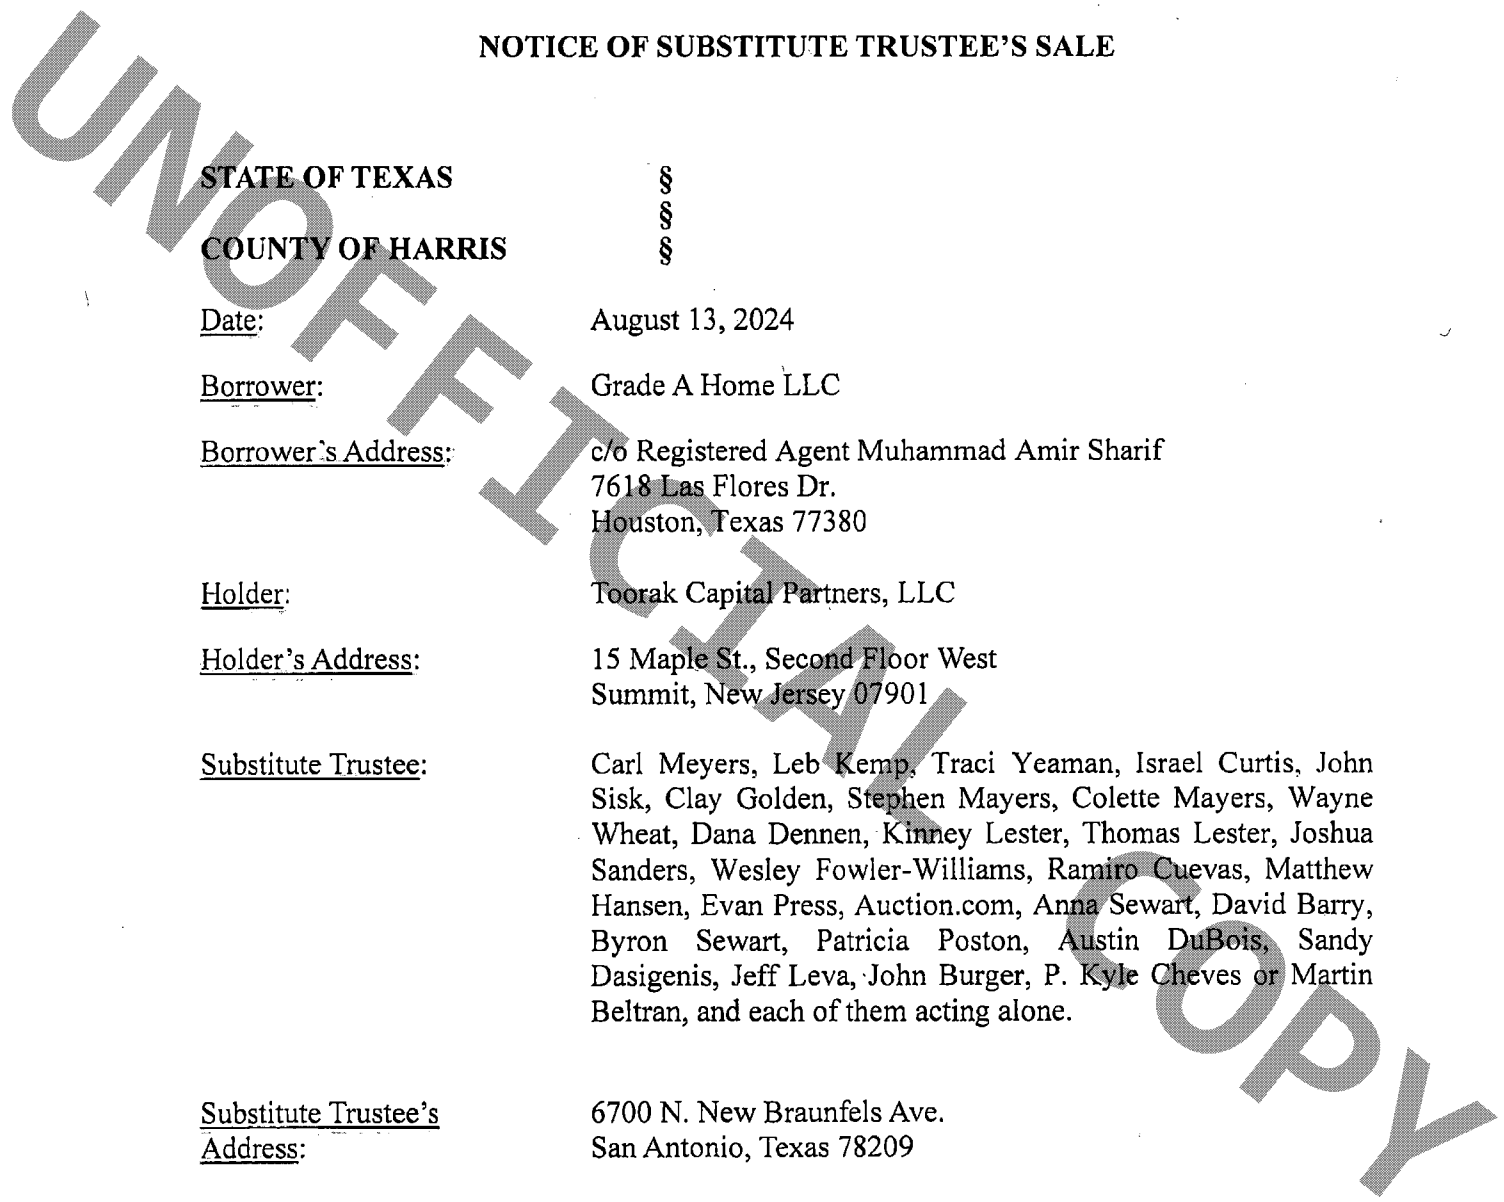 NOTICE OF SUBSTITUTE TRUSTEE'S SALE
STATE OF TEXAS §
§
COUNTY OF HARRIS §
Date: August 13, 2024
Borrower: Grade A Home LLC
Borrower's Address: c/o Registered Agent Muhammad Amir Sharif
7618 Las Flores Dr.
Houston, Texas 77380
Holder: Toorak Capital Partners, LLC
Holder's Address: 15 Maple St., Second Floor West
Summit, New Jersey 07901
Substitute Trustee: Carl Meyers, Leb Kemp, Traci Yeaman, Israel Curtis, John
Sisk, Clay Golden, Stephen Mayers, Colette Mayers, Wayne
Wheat, Dana Dennen, Kinney Lester, Thomas Lester, Joshua
Sanders, Wesley Fowler-Williams, Ramiro Cuevas, Matthew
Hansen, Evan Press, Auction.com, Anna Sewart, David Barry,
Byron Sewart, Patricia Poston, Austin DuBois, Sandy
Dasigenis, Jeff Leva, John Burger, P. Kyle Cheves or Martin
Beltran, and each of them acting alone.
Substitute Trustee's 6700 N. New Braunfels Ave.
Address: San Antonio, Texas 78209
UNOFFICIAL COPY